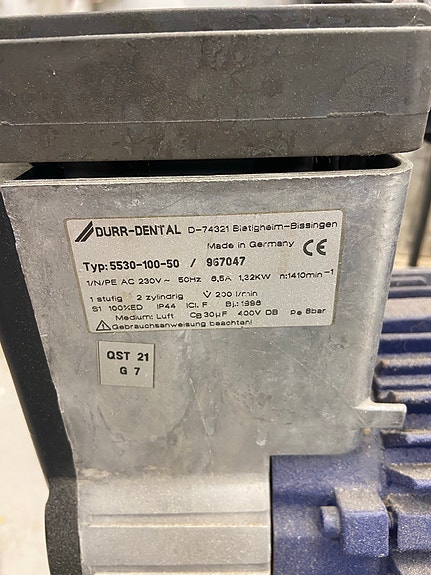 DURR-DENTAL D-74321 Bietigheim-Bissingen
Made in Germany CE
Typ: 5530-100-50 / 967047
1/N/PE AC 230V~ 50Hz 6,5A 1,32KW n:1410min-1
1 stufig 2 zylindrig V̇ 200 l/min
S1 100%ED IP44 ICl. F Bj.: 1996
Medium: Luft CB 30µF 400V DB pe 8bar
Gebrauchsanweisung beachten!
QST 21
G 7